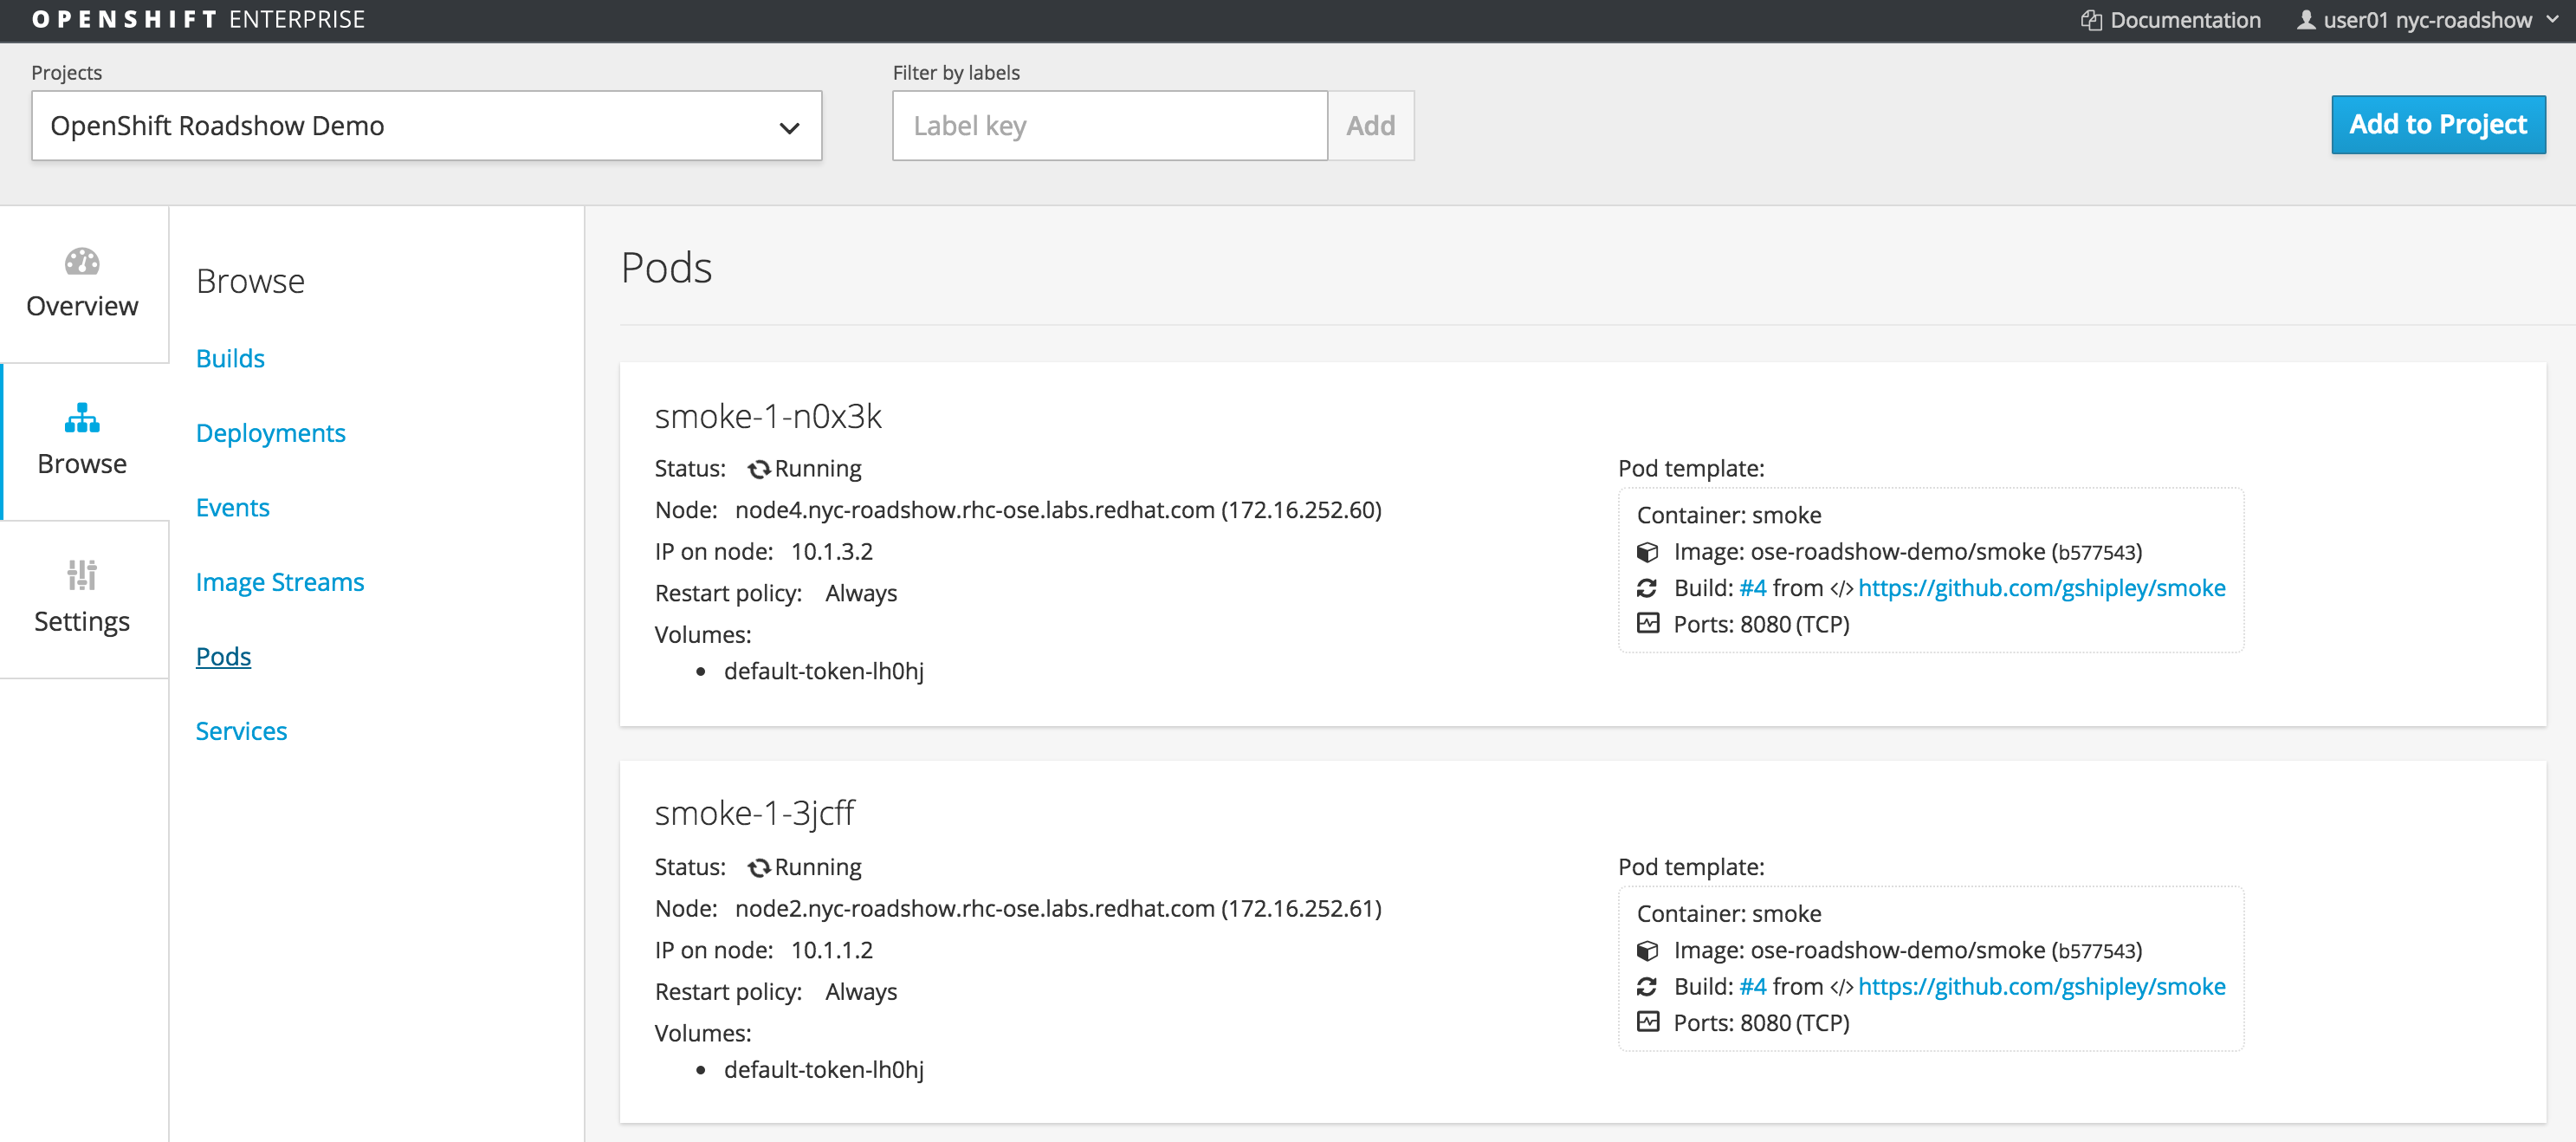 OPENSHIFT ENTERPRISE
Documentation
user01 nyc-roadshow
Projects
Filter by labels
OpenShift Roadshow Demo
Label key
Add
Add to Project
Overview
Browse
Settings
Browse
Builds
Deployments
Events
Image Streams
Pods
Services
Pods
smoke-1-n0x3k
Status: Running
Node: node4.nyc-roadshow.rhc-ose.labs.redhat.com (172.16.252.60)
IP on node: 10.1.3.2
Restart policy: Always
Volumes:
• default-token-lh0hj
Pod template:
Container: smoke
Image: ose-roadshow-demo/smoke (b577543)
Build: #4 from </> https://github.com/gshipley/smoke
Ports: 8080 (TCP)
smoke-1-3jcff
Status: Running
Node: node2.nyc-roadshow.rhc-ose.labs.redhat.com (172.16.252.61)
IP on node: 10.1.1.2
Restart policy: Always
Volumes:
• default-token-lh0hj
Pod template:
Container: smoke
Image: ose-roadshow-demo/smoke (b577543)
Build: #4 from </> https://github.com/gshipley/smoke
Ports: 8080 (TCP)